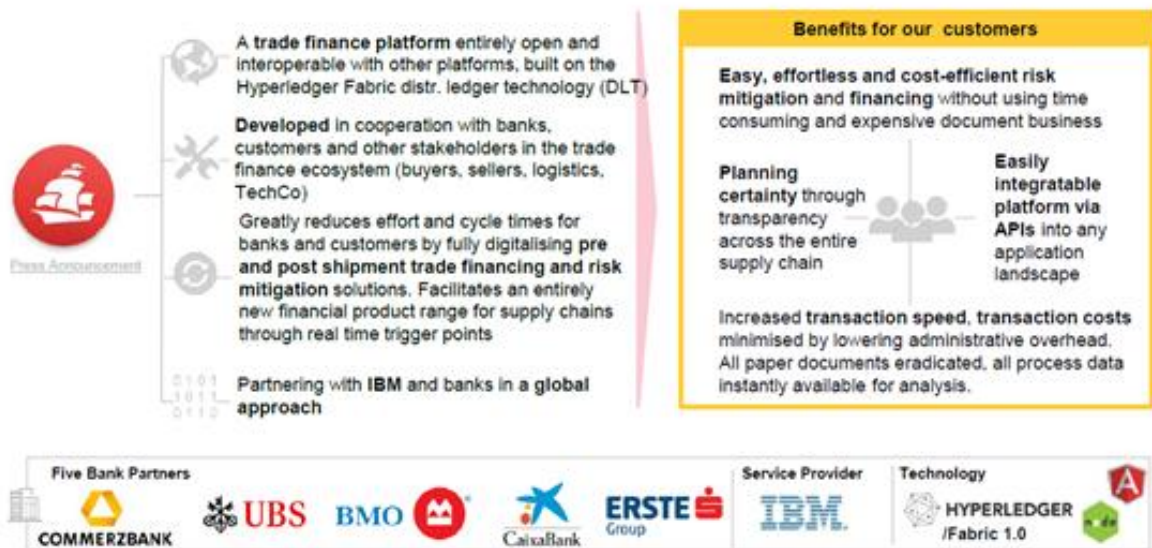 A trade finance platform entirely open and
interoperable with other platforms, built on the
Hyperledger Fabric distr. ledger technology (DLT)
Developed in cooperation with banks,
customers and other stakeholders in the trade
finance ecosystem (buyers, sellers, logistics,
TechCo)
Greatly reduces effort and cycle times for
banks and customers by fully digitalising pre
and post shipment trade financing and risk
mitigation solutions. Facilitates an entirely
new financial product range for supply chains
through real time trigger points
Press Announcement
0101
1011
0110
Partnering with IBM and banks in a global
approach
Benefits for our customers
Easy, effortless and cost-efficient risk
mitigation and financing without using time
consuming and expensive document business
Planning
certainty through
transparency
across the entire
supply chain
Easily
integratable
platform via
APIs into any
application
landscape
Increased transaction speed, transaction costs
minimised by lowering administrative overhead.
All paper documents eradicated, all process data
instantly available for analysis.
Five Bank Partners
COMMERZBANK
UBS
BMO
CaixaBank
ERSTE
Group
Service Provider
IBM
Technology
HYPERLEDGER
/Fabric 1.0
node
A